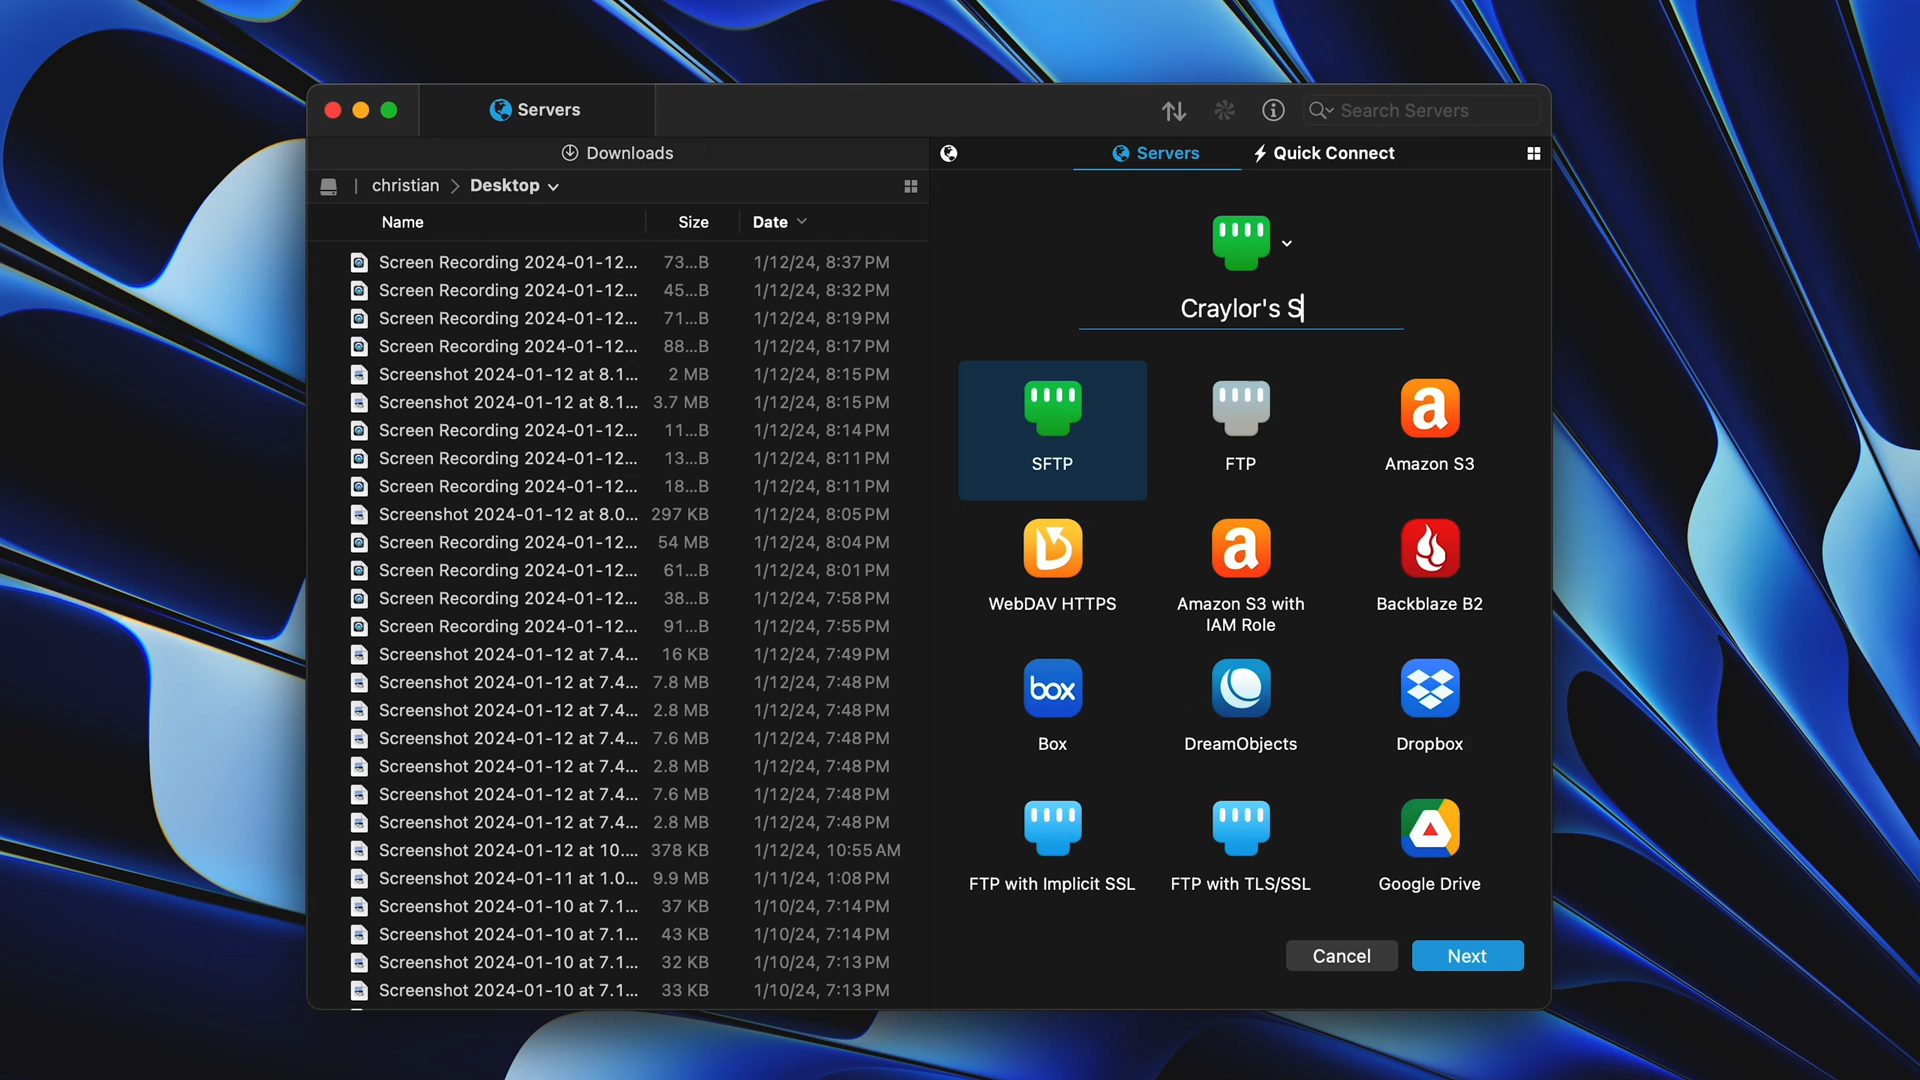 Servers
Search Servers
Downloads
Servers
Quick Connect
christian
Desktop
Name Size Date
Screen Recording 2024-01-12... 73...B 1/12/24, 8:37 PM
Screen Recording 2024-01-12... 45...B 1/12/24, 8:32 PM
Screen Recording 2024-01-12... 71...B 1/12/24, 8:19 PM
Screen Recording 2024-01-12... 88...B 1/12/24, 8:17 PM
Screenshot 2024-01-12 at 8.1... 2 MB 1/12/24, 8:15 PM
Screenshot 2024-01-12 at 8.1... 3.7 MB 1/12/24, 8:15 PM
Screen Recording 2024-01-12... 11...B 1/12/24, 8:14 PM
Screen Recording 2024-01-12... 13...B 1/12/24, 8:11 PM
Screen Recording 2024-01-12... 18...B 1/12/24, 8:11 PM
Screenshot 2024-01-12 at 8.0... 297 KB 1/12/24, 8:05 PM
Screen Recording 2024-01-12... 54 MB 1/12/24, 8:04 PM
Screen Recording 2024-01-12... 61...B 1/12/24, 8:01 PM
Screen Recording 2024-01-12... 38...B 1/12/24, 7:58 PM
Screen Recording 2024-01-12... 91...B 1/12/24, 7:55 PM
Screenshot 2024-01-12 at 7.4... 16 KB 1/12/24, 7:49 PM
Screenshot 2024-01-12 at 7.4... 7.8 MB 1/12/24, 7:48 PM
Screenshot 2024-01-12 at 7.4... 2.8 MB 1/12/24, 7:48 PM
Screenshot 2024-01-12 at 7.4... 7.6 MB 1/12/24, 7:48 PM
Screenshot 2024-01-12 at 7.4... 2.8 MB 1/12/24, 7:48 PM
Screenshot 2024-01-12 at 7.4... 7.6 MB 1/12/24, 7:48 PM
Screenshot 2024-01-12 at 7.4... 2.8 MB 1/12/24, 7:48 PM
Screenshot 2024-01-12 at 10.... 378 KB 1/12/24, 10:55 AM
Screenshot 2024-01-11 at 1.0... 9.9 MB 1/11/24, 1:08 PM
Screenshot 2024-01-10 at 7.1... 37 KB 1/10/24, 7:14 PM
Screenshot 2024-01-10 at 7.1... 43 KB 1/10/24, 7:14 PM
Screenshot 2024-01-10 at 7.1... 32 KB 1/10/24, 7:13 PM
Screenshot 2024-01-10 at 7.1... 33 KB 1/10/24, 7:13 PM
Craylor's S
a
SFTP FTP Amazon S3
a
WebDAV HTTPS Amazon S3 with Backblaze B2
IAM Role
box
Box DreamObjects Dropbox
FTP with Implicit SSL FTP with TLS/SSL Google Drive
Cancel Next